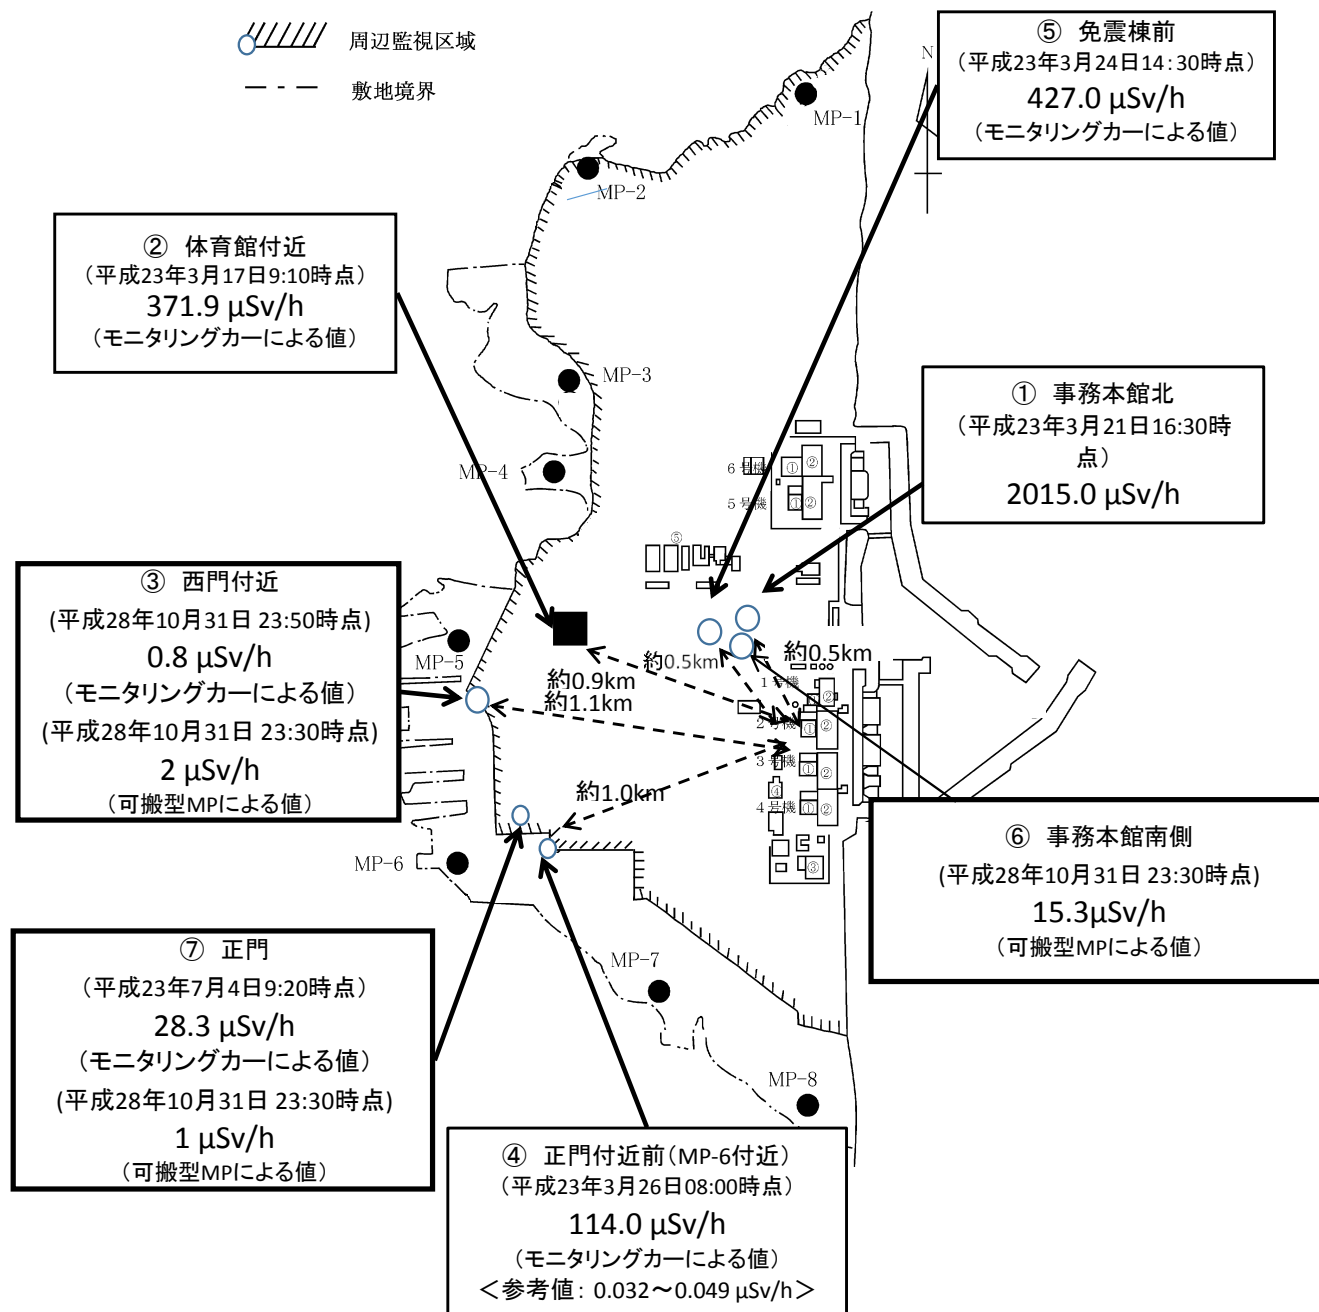 周辺監視区域
敷地境界
⑤ 免震棟前
（平成23年3月24日14:30時点）
427.0 μSv/h
（モニタリングカーによる値）
N
MP-1
MP-2
② 体育館付近
（平成23年3月17日9:10時点）
371.9 μSv/h
（モニタリングカーによる値）
MP-3
① 事務本館北
（平成23年3月21日16:30時
点）
2015.0 μSv/h
MP-4
6号機
① ②
5号機
① ②
⑤
③ 西門付近
(平成28年10月31日 23:50時点)
0.8 μSv/h
（モニタリングカーによる値）
(平成28年10月31日 23:30時点)
2 μSv/h
（可搬型MPによる値）
MP-5
約0.5km
約0.5km
約0.9km
約1.1km
1号機
②
2号機
① ②
3号機
① ②
約1.0km
④
4号機
① ②
③
MP-6
⑥ 事務本館南側
(平成28年10月31日 23:30時点)
15.3μSv/h
（可搬型MPによる値）
⑦ 正門
（平成23年7月4日9:20時点）
28.3 μSv/h
（モニタリングカーによる値）
(平成28年10月31日 23:30時点)
1 μSv/h
（可搬型MPによる値）
MP-7
MP-8
④ 正門付近前（MP-6付近）
（平成23年3月26日08:00時点）
114.0 μSv/h
（モニタリングカーによる値）
＜参考値：0.032～0.049 μSv/h＞